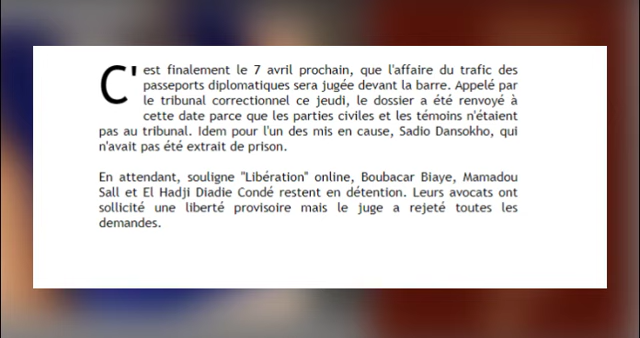 C'est finalement le 7 avril prochain, que l'affaire du trafic des
passeports diplomatiques sera jugée devant la barre. Appelé par
le tribunal correctionnel ce jeudi, le dossier a été renvoyé à
cette date parce que les parties civiles et les témoins n'étaient
pas au tribunal. Idem pour l'un des mis en cause, Sadio Dansokho, qui
n'avait pas été extrait de prison.
En attendant, souligne "Libération" online, Boubacar Biaye, Mamadou
Sall et El Hadji Diadie Condé restent en détention. Leurs avocats ont
sollicité une liberté provisoire mais le juge a rejeté toutes les
demandes.